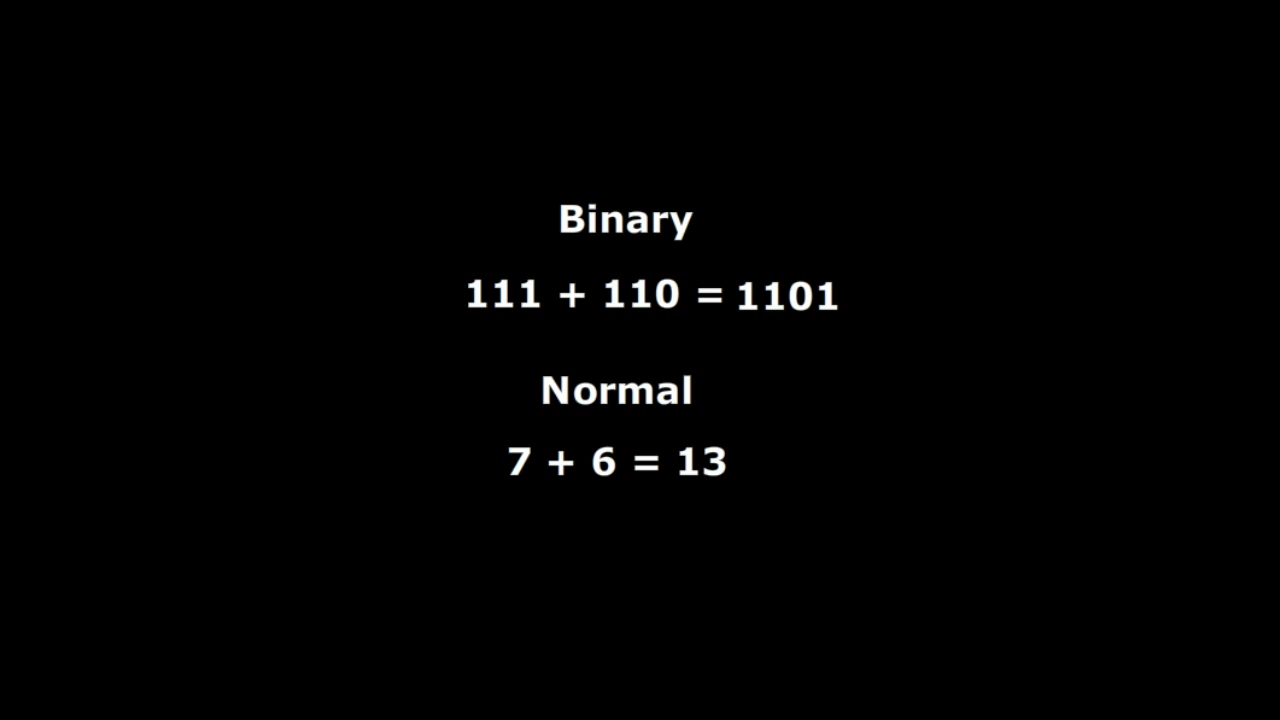 Binary
111 + 110 = 1101
Normal
7 + 6 = 13